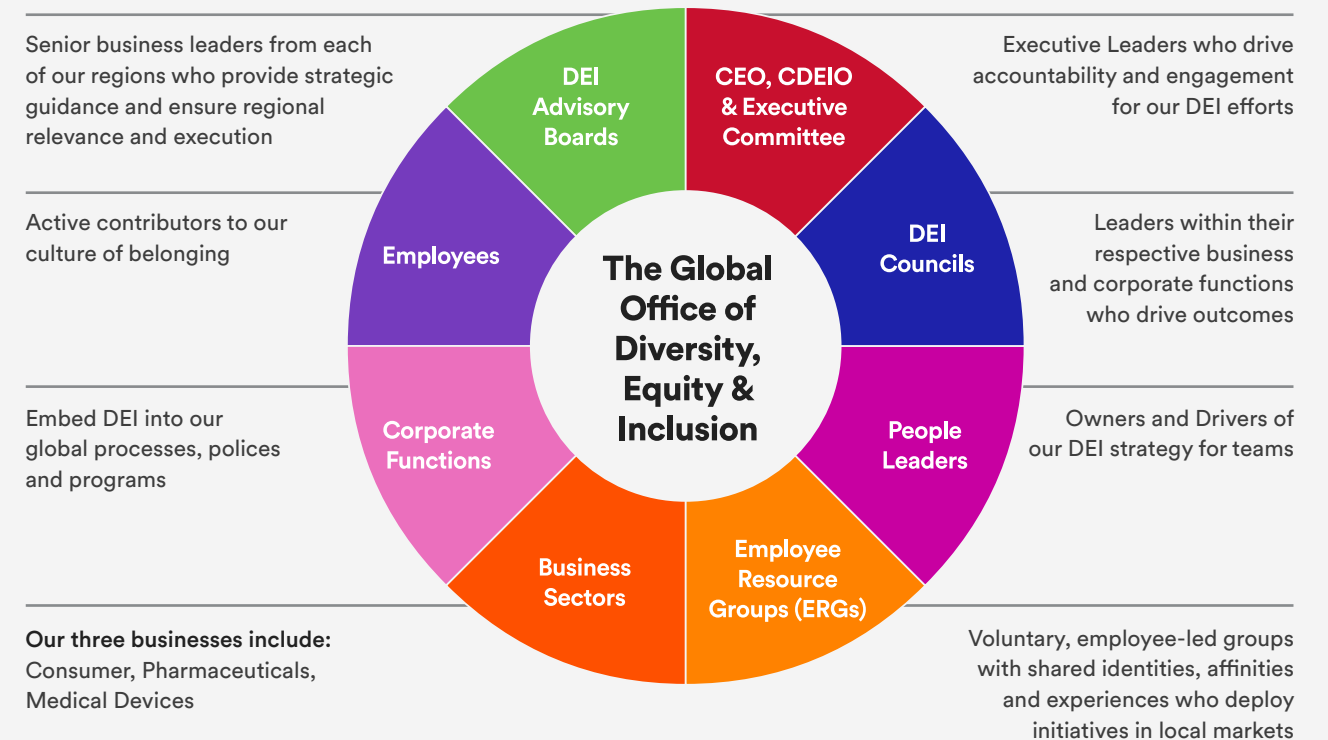 Senior business leaders from each
of our regions who provide strategic
guidance and ensure regional
relevance and execution
DEI
Advisory
Boards
CEO, CDEIO
& Executive
Committee
Executive Leaders who drive
accountability and engagement
for our DEI efforts
Active contributors to our
culture of belonging
Employees
DEI
Councils
Leaders within their
respective business
and corporate functions
who drive outcomes
The Global
Office of
Diversity,
Equity &
Inclusion
Embed DEI into our
global processes, polices
and programs
Corporate
Functions
People
Leaders
Owners and Drivers of
our DEI strategy for teams
Business
Sectors
Employee
Resource
Groups (ERGs)
Our three businesses include:
Consumer, Pharmaceuticals,
Medical Devices
Voluntary, employee-led groups
with shared identities, affinities
and experiences who deploy
initiatives in local markets